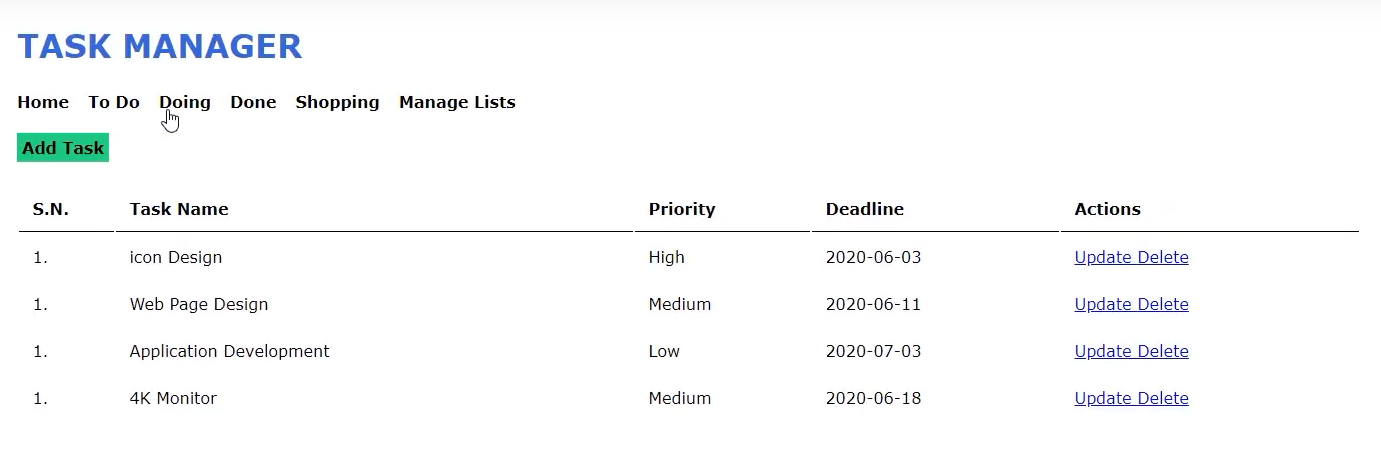 TASK MANAGER
Home To Do Doing Done Shopping Manage Lists
Add Task
S.N. Task Name Priority Deadline Actions
1. icon Design High 2020-06-03 Update Delete
1. Web Page Design Medium 2020-06-11 Update Delete
1. Application Development Low 2020-07-03 Update Delete
1. 4K Monitor Medium 2020-06-18 Update Delete